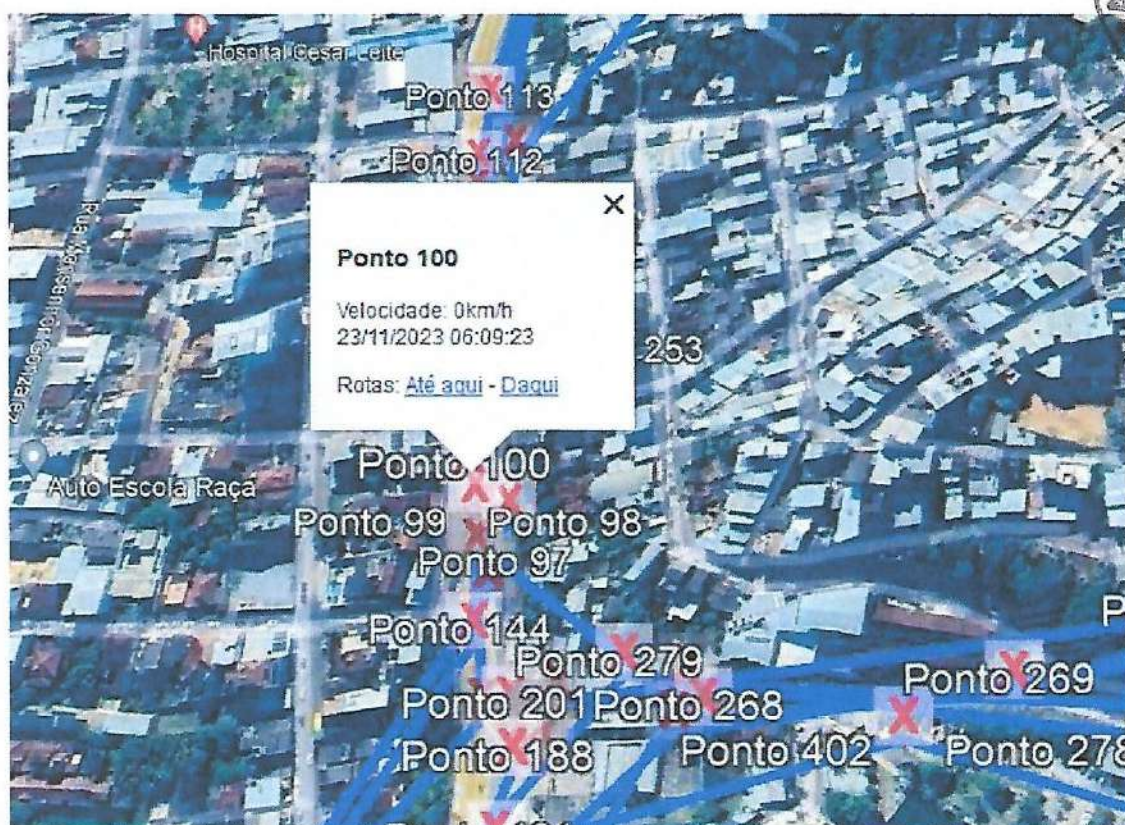 Hospital Cesar Leite
Ponto 113
Ponto 112
Ponto 100
Velocidade: 0km/h
23/11/2023 06:09:23
Rotas: Até aqui - Daqui
253
Ponto 100
Auto Escola Raça
Ponto 99
Ponto 98
Ponto 97
Ponto 144
Ponto 279
Ponto 269
Ponto 201
Ponto 268
Ponto 188
Ponto 402
Ponto 278